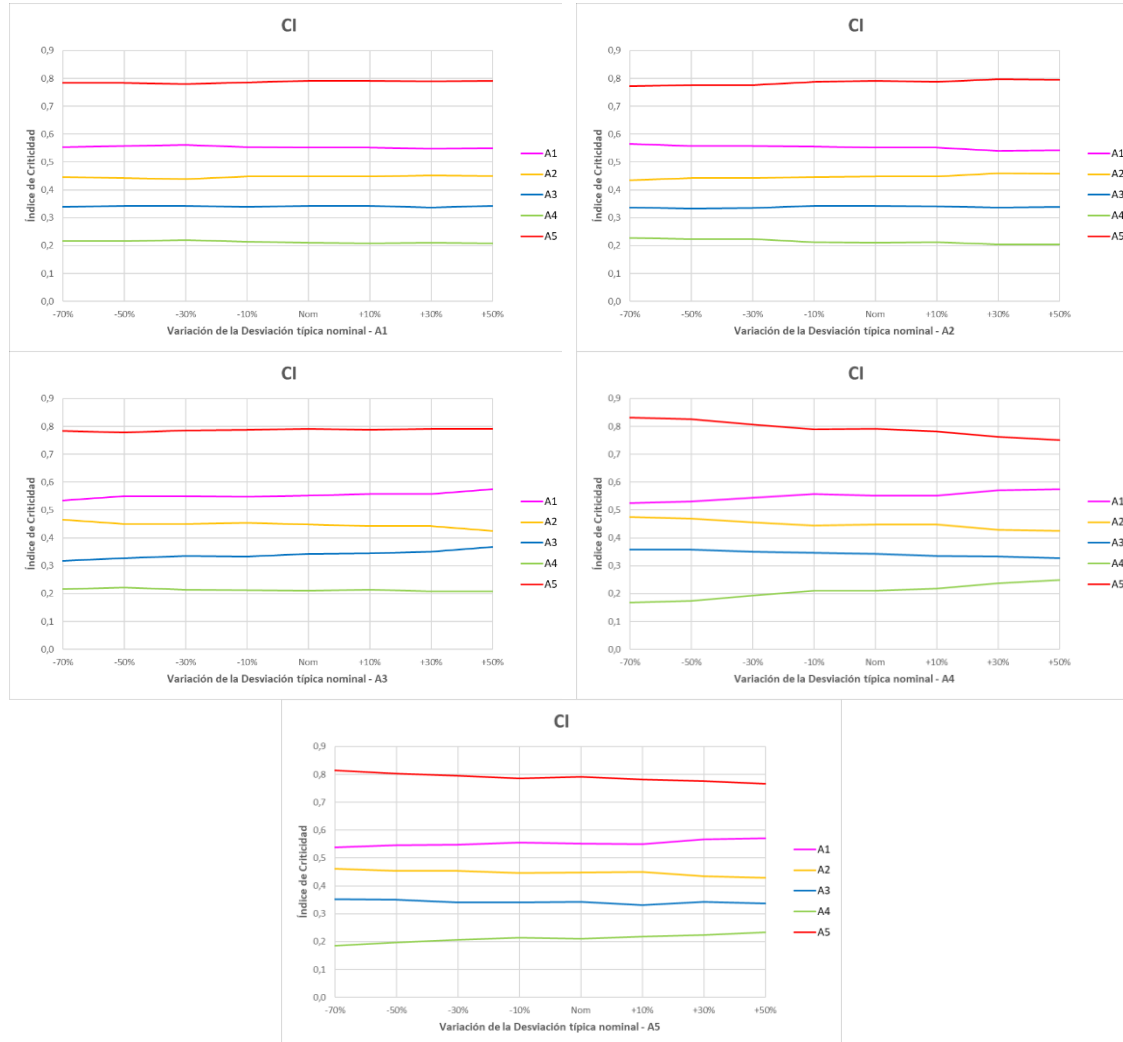 CI
Índice de Criticidad
0,9
0,8
0,7
0,6
0,5
0,4
0,3
0,2
0,1
0,0
-70% -50% -30% -10% Nom +10% +30% +50%
Variación de la Desviación típica nominal - A1
A1
A2
A3
A4
A5
CI
Índice de Criticidad
0,9
0,8
0,7
0,6
0,5
0,4
0,3
0,2
0,1
0,0
-70% -50% -30% -10% Nom +10% +30% +50%
Variación de la Desviación típica nominal - A2
A1
A2
A3
A4
A5
CI
Índice de Criticidad
0,9
0,8
0,7
0,6
0,5
0,4
0,3
0,2
0,1
0,0
-70% -50% -30% -10% Nom +10% +30% +50%
Variación de la Desviación típica nominal - A3
A1
A2
A3
A4
A5
CI
Índice de Criticidad
0,9
0,8
0,7
0,6
0,5
0,4
0,3
0,2
0,1
0,0
-70% -50% -30% -10% Nom +10% +30% +50%
Variación de la Desviación típica nominal - A4
A1
A2
A3
A4
A5
CI
Índice de Criticidad
0,9
0,8
0,7
0,6
0,5
0,4
0,3
0,2
0,1
0,0
-70% -50% -30% -10% Nom +10% +30% +50%
Variación de la Desviación típica nominal - A5
A1
A2
A3
A4
A5